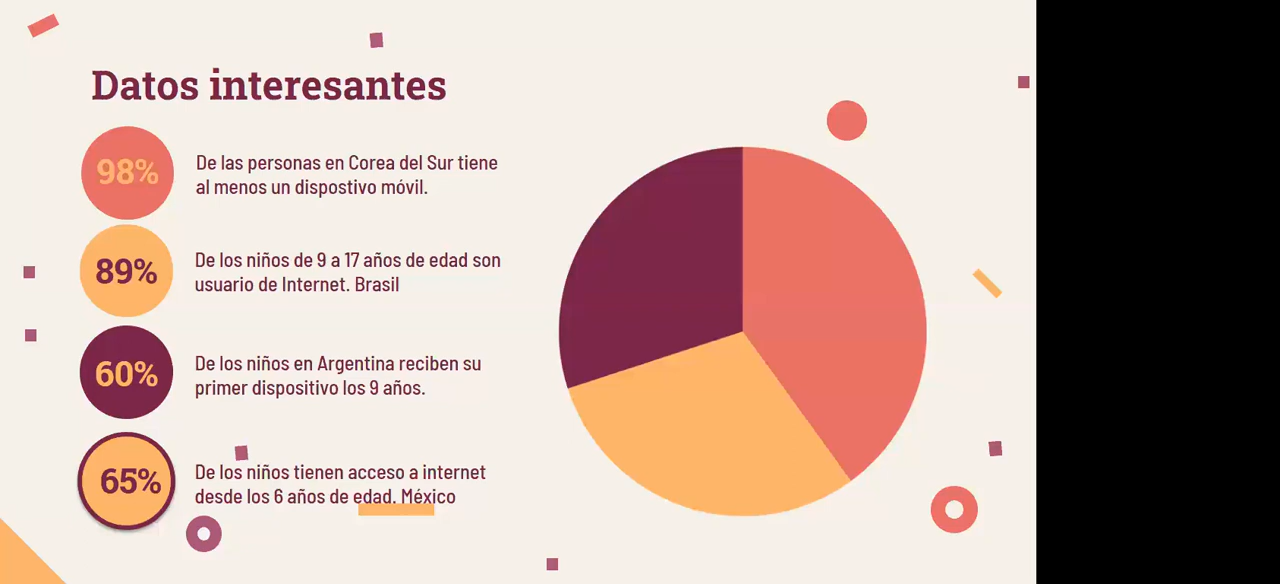 Datos interesantes
98%
De las personas en Corea del Sur tiene
al menos un dispostivo móvil.
89%
De los niños de 9 a 17 años de edad son
usuario de Internet. Brasil
60%
De los niños en Argentina reciben su
primer dispositivo los 9 años.
65%
De los niños tienen acceso a internet
desde los 6 años de edad. México